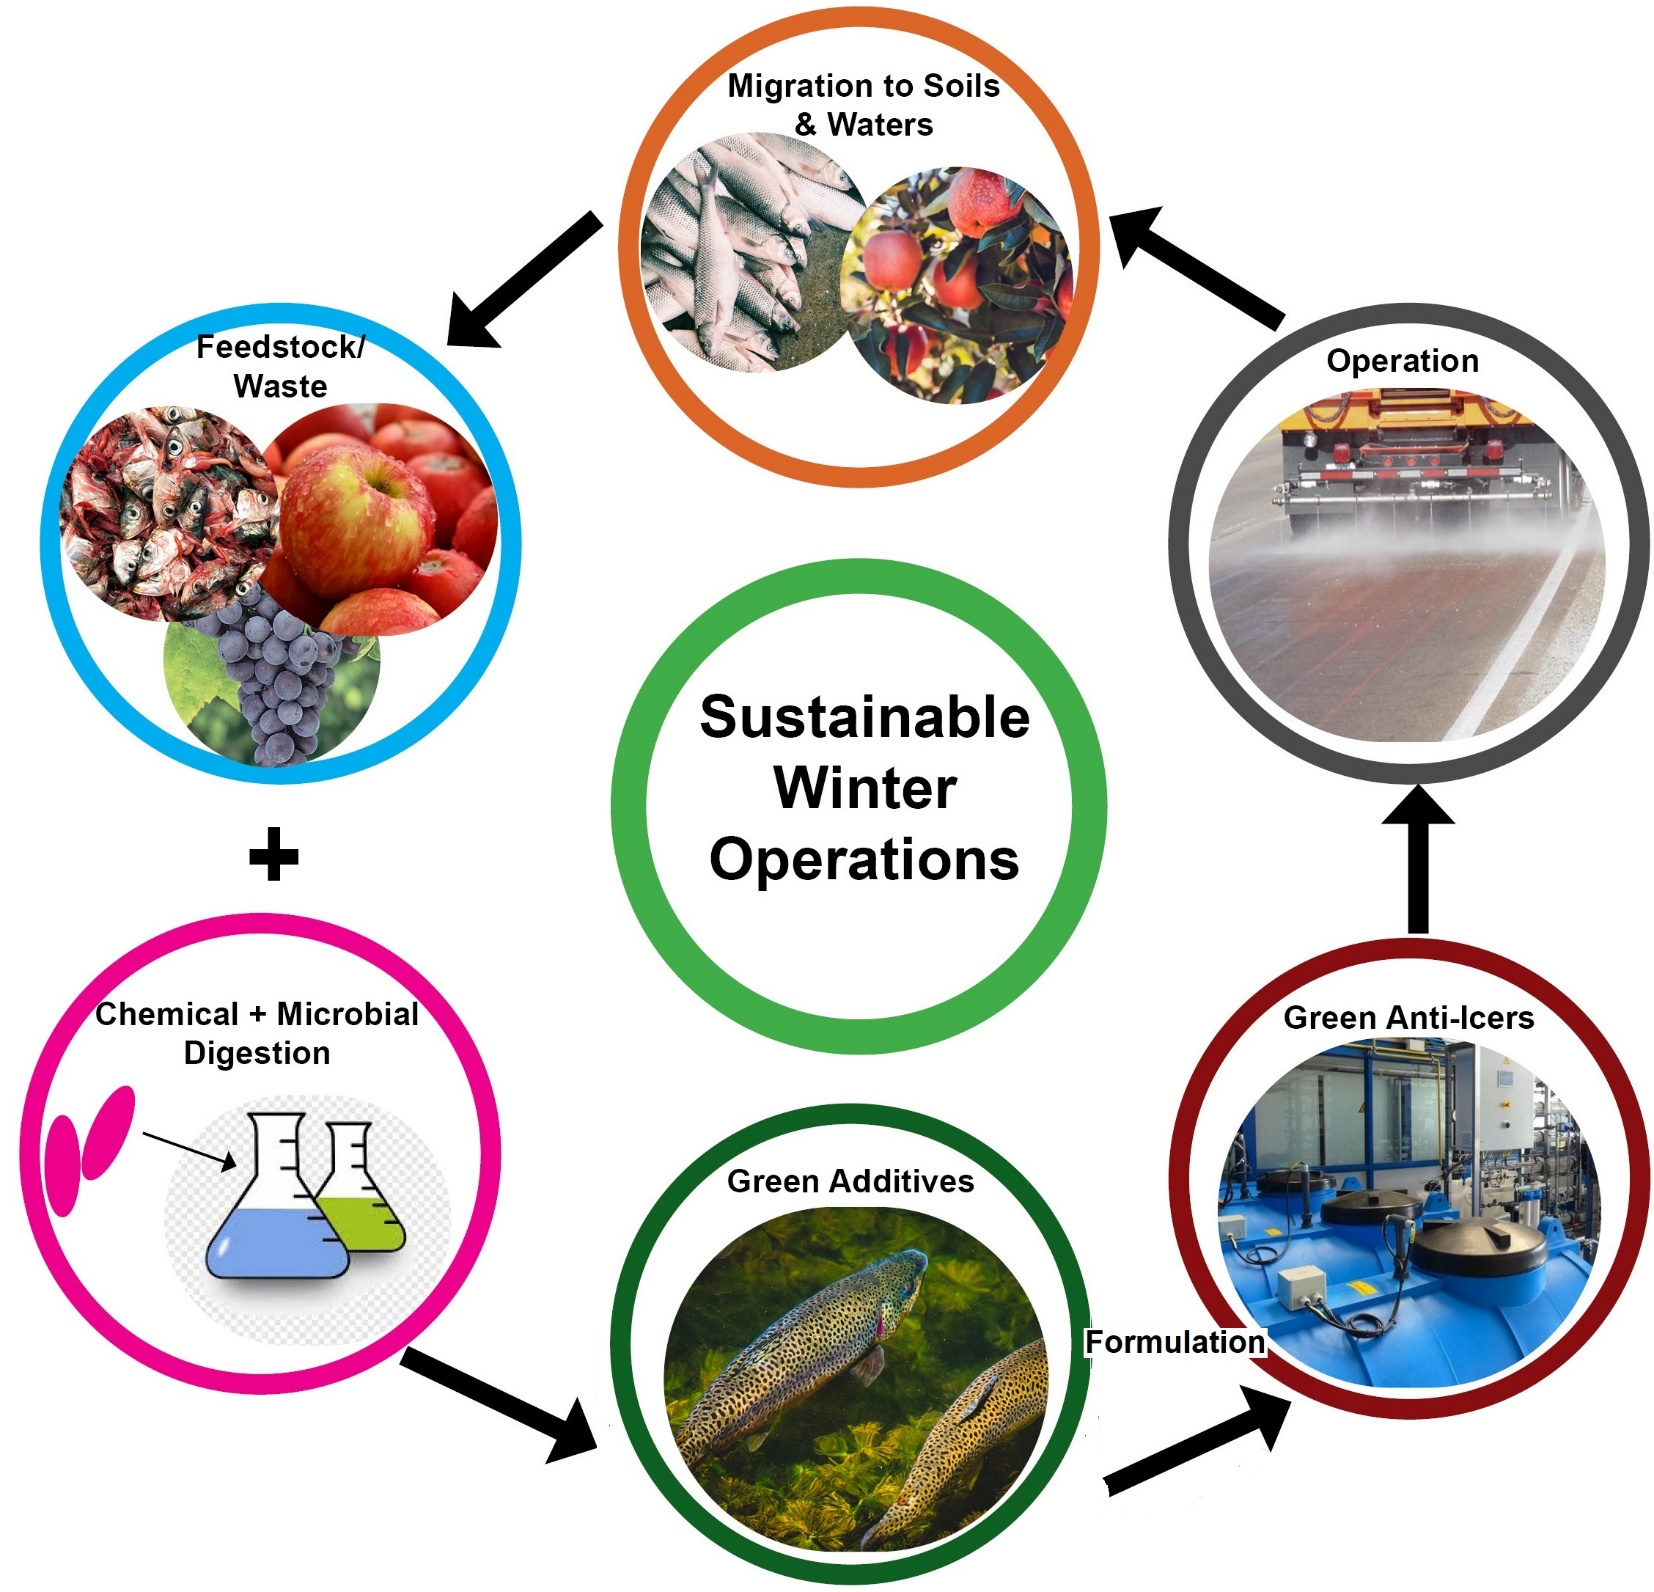 Migration to Soils
& Waters
Feedstock/
Waste
Operation
Sustainable
Winter
Operations
Chemical + Microbial
Digestion
Green Anti-Icers
Green Additives
Formulation